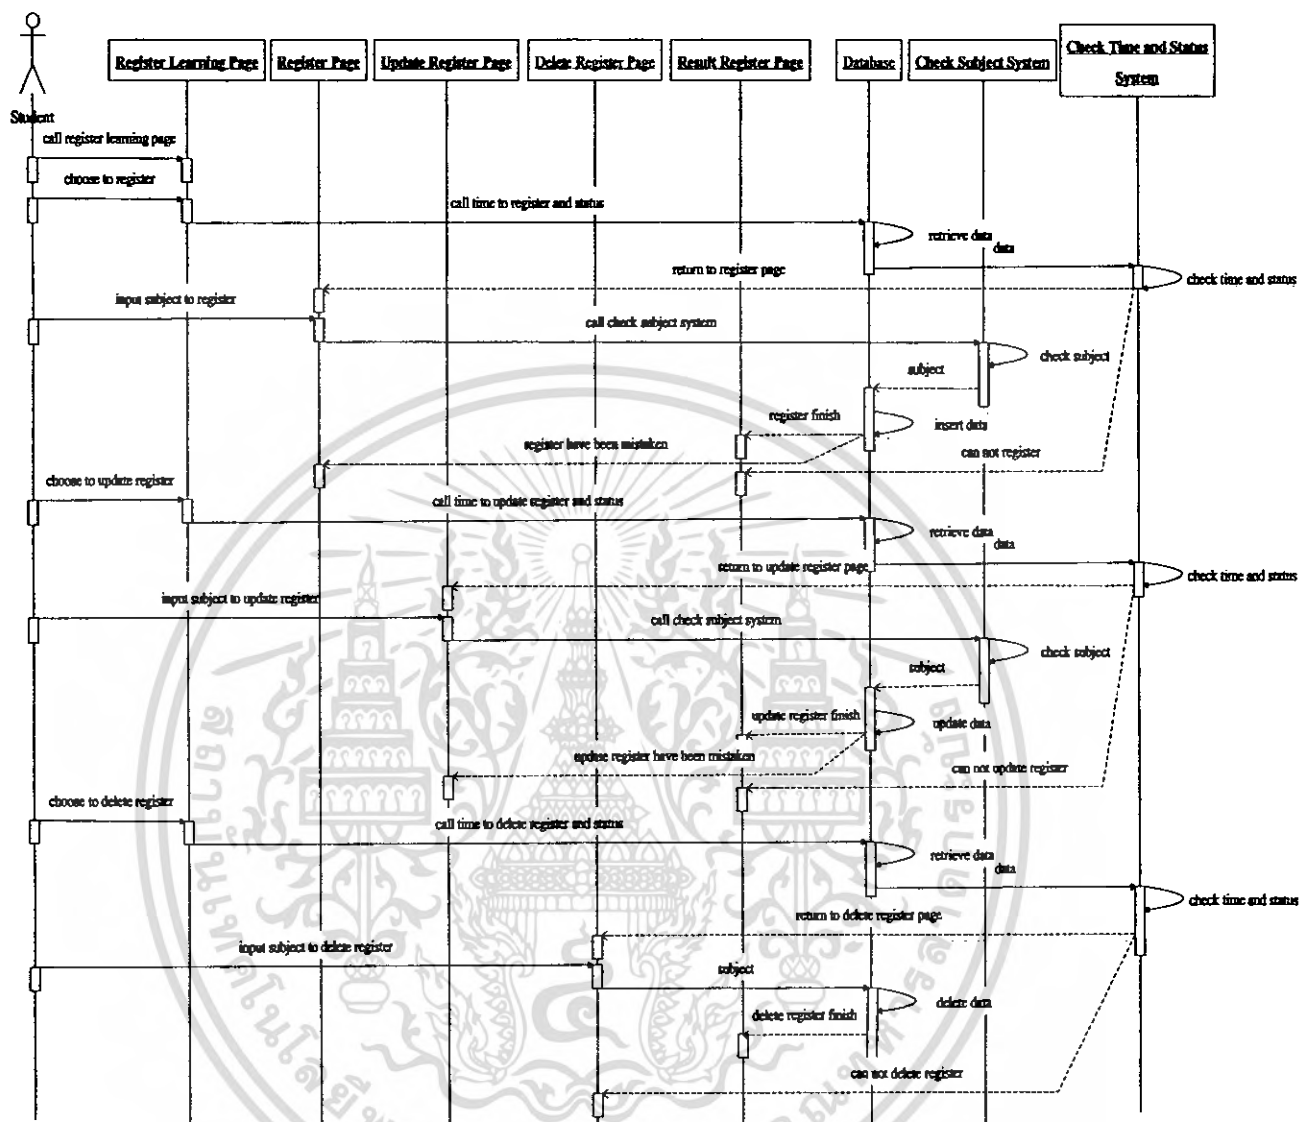 Student
Register Learning Page
Register Page
Update Register Page
Delete Register Page
Result Register Page
Database
Check Subject System
Check Time and Status
System
call register learning page
choose to register
call time to register and status
retrieve data
data
return to register page
check time and status
input subject to register
call check subject system
check subject
subject
register finish
insert data
register have been mistaken
can not register
choose to update register
call time to update register and status
retrieve data
data
return to update register page
check time and status
input subject to update register
call check subject system
check subject
subject
update register finish
update data
update register have been mistaken
can not update register
choose to delete register
call time to delete register and status
retrieve data
data
check time and status
return to delete register page
input subject to delete register
subject
delete data
delete register finish
can not delete register